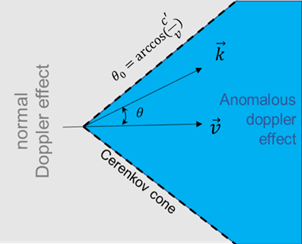 normal
Doppler effect
θ₀ = arccos(c'/v)
k⃗
θ
v⃗
Anomalous
doppler
effect
Cerenkov cone